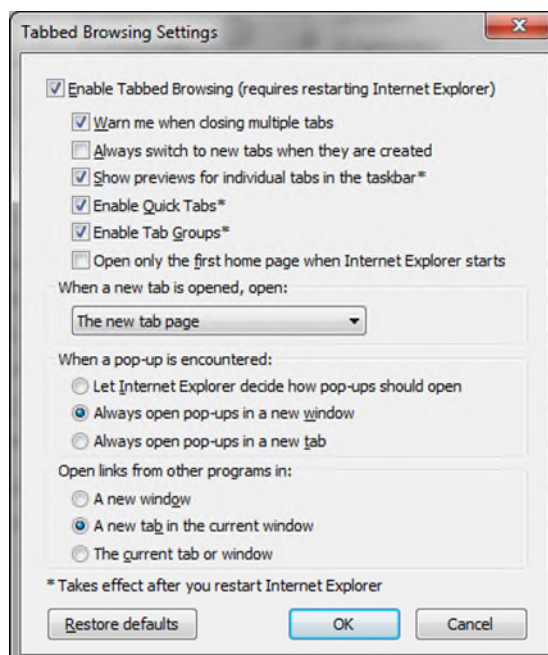 Tabbed Browsing Settings
Enable Tabbed Browsing (requires restarting Internet Explorer)
Warn me when closing multiple tabs
Always switch to new tabs when they are created
Show previews for individual tabs in the taskbar*
Enable Quick Tabs*
Enable Tab Groups*
Open only the first home page when Internet Explorer starts
When a new tab is opened, open:
The new tab page
When a pop-up is encountered:
Let Internet Explorer decide how pop-ups should open
Always open pop-ups in a new window
Always open pop-ups in a new tab
Open links from other programs in:
A new window
A new tab in the current window
The current tab or window
*Takes effect after you restart Internet Explorer
Restore defaults OK Cancel